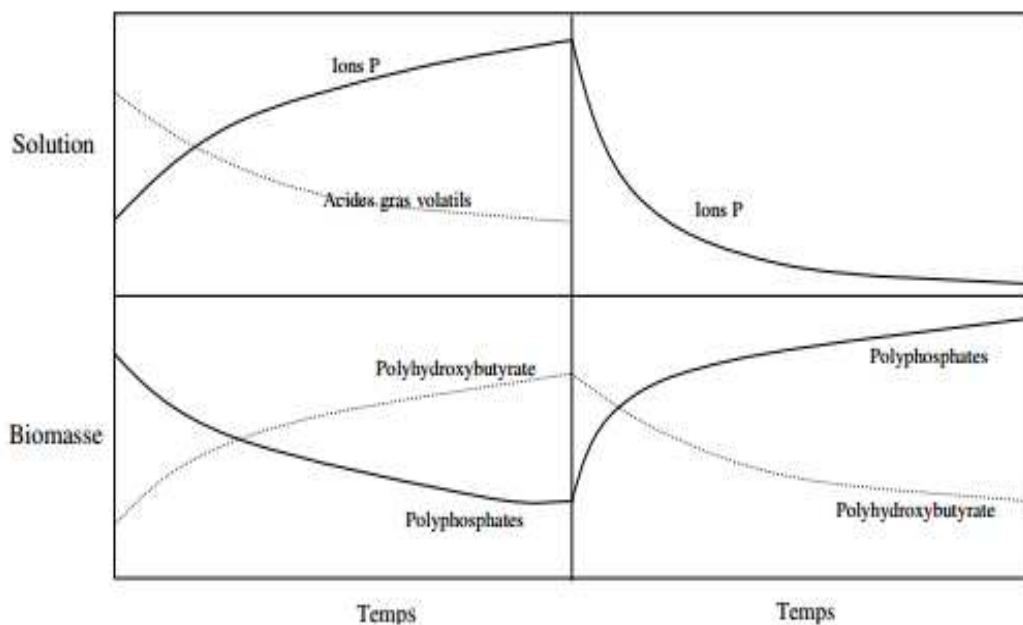 Ions P
Solution
Acides gras volatils
Ions P
Polyphosphates
Polyhydroxybutyrate
Biomasse
Polyphosphates
Polyhydroxybutyrate
Temps
Temps